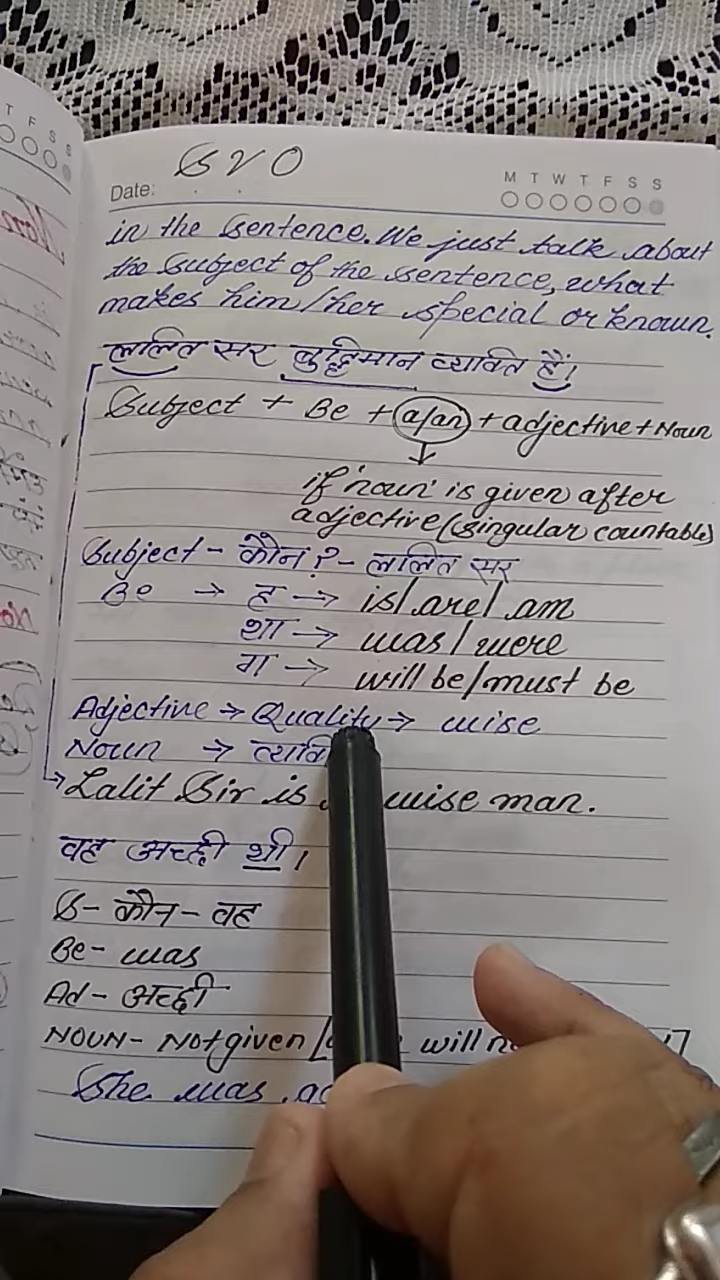 T F S S
SVO
Date:
M T W T F S S
in the sentence. We just talk about
the subject of the sentence, what
makes him/her special or known.
ललित सर बुद्धिमान व्यक्ति हैं।
Subject + Be + a/an + adjective + Noun
if 'noun' is given after
adjective (singular countable)
Subject - कौन? - ललित सर
Be → ह → is/are/am
था → was/were
ग → will be/must be
Adjective → Quality → wise
Noun →
Lalit Sir is wise man.
वह अच्छी थी।
S - कौन - वह
Be - was
Ad - अच्छी
NOUN - Not given will
She was